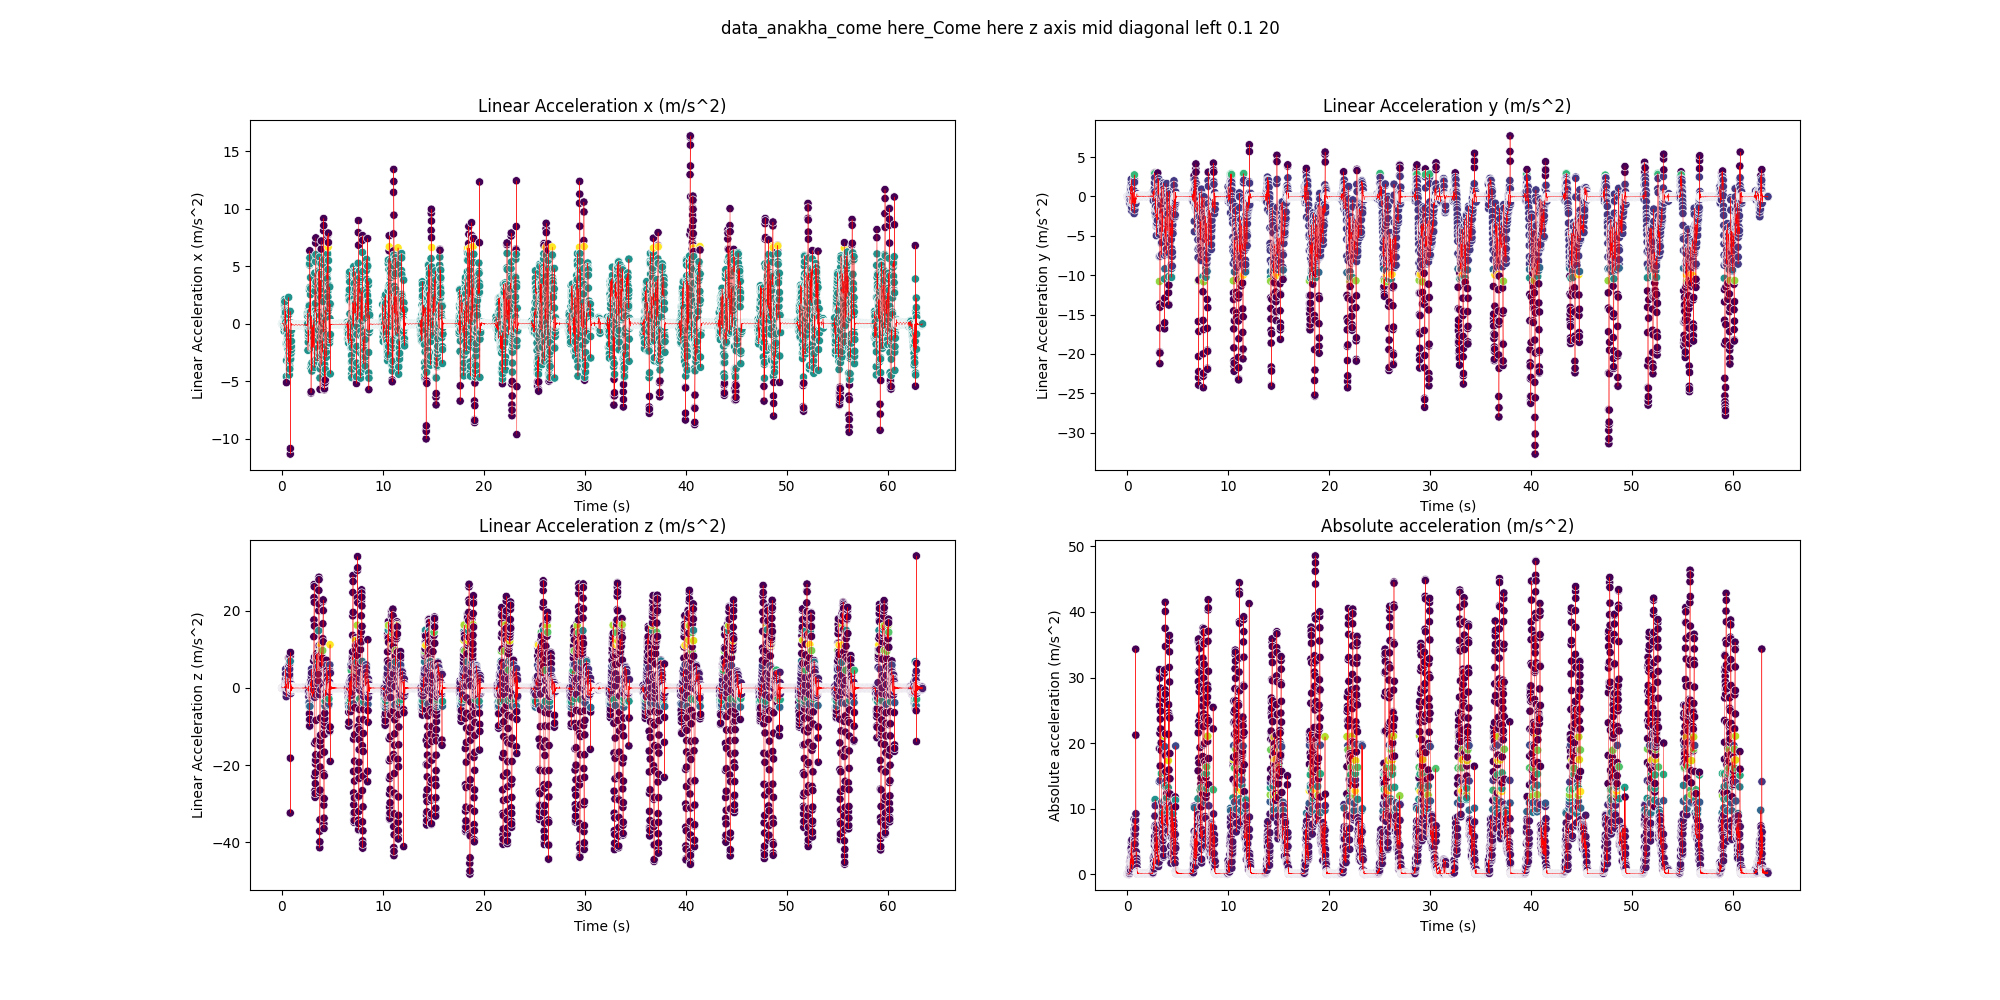 data_anakha_come here_Come here z axis mid diagonal left 0.1 20
Linear Acceleration x (m/s^2)
Linear Acceleration x (m/s^2)
15
10
5
0
−5
−10
0 10 20 30 40 50 60
Time (s)
Linear Acceleration y (m/s^2)
Linear Acceleration y (m/s^2)
5
0
−5
−10
−15
−20
−25
−30
0 10 20 30 40 50 60
Time (s)
Linear Acceleration z (m/s^2)
Linear Acceleration z (m/s^2)
20
0
−20
−40
0 10 20 30 40 50 60
Time (s)
Absolute acceleration (m/s^2)
Absolute acceleration (m/s^2)
50
40
30
20
10
0
0 10 20 30 40 50 60
Time (s)